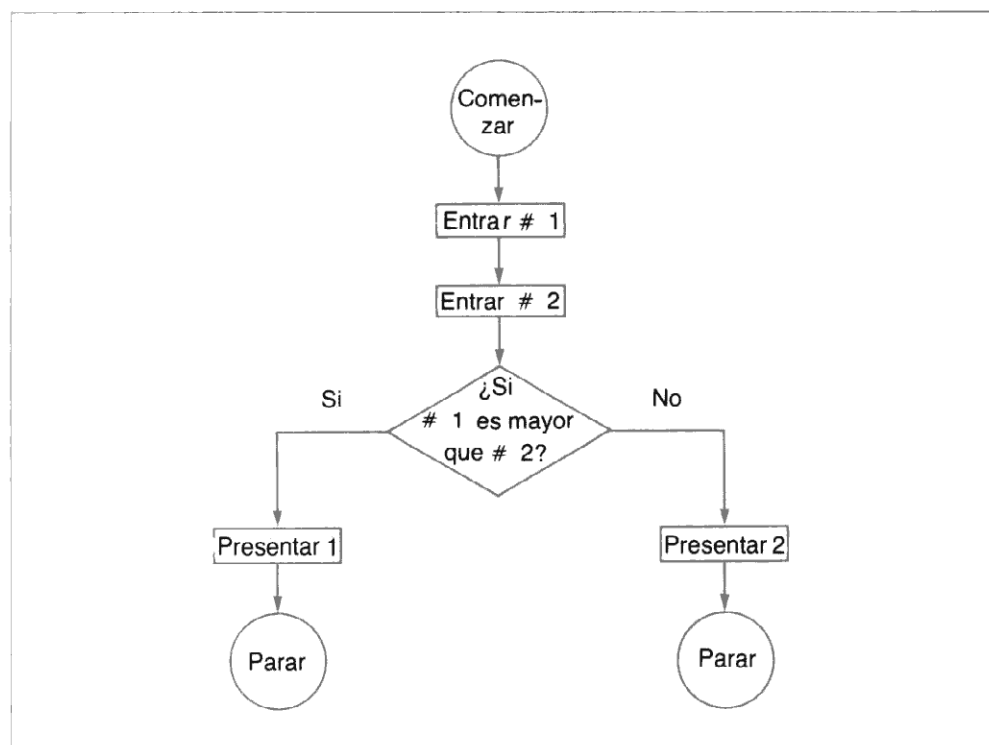 Comen-
zar
Entrar # 1
Entrar # 2
¿Si
# 1 es mayor
que # 2?
Si
No
Presentar 1
Presentar 2
Parar
Parar